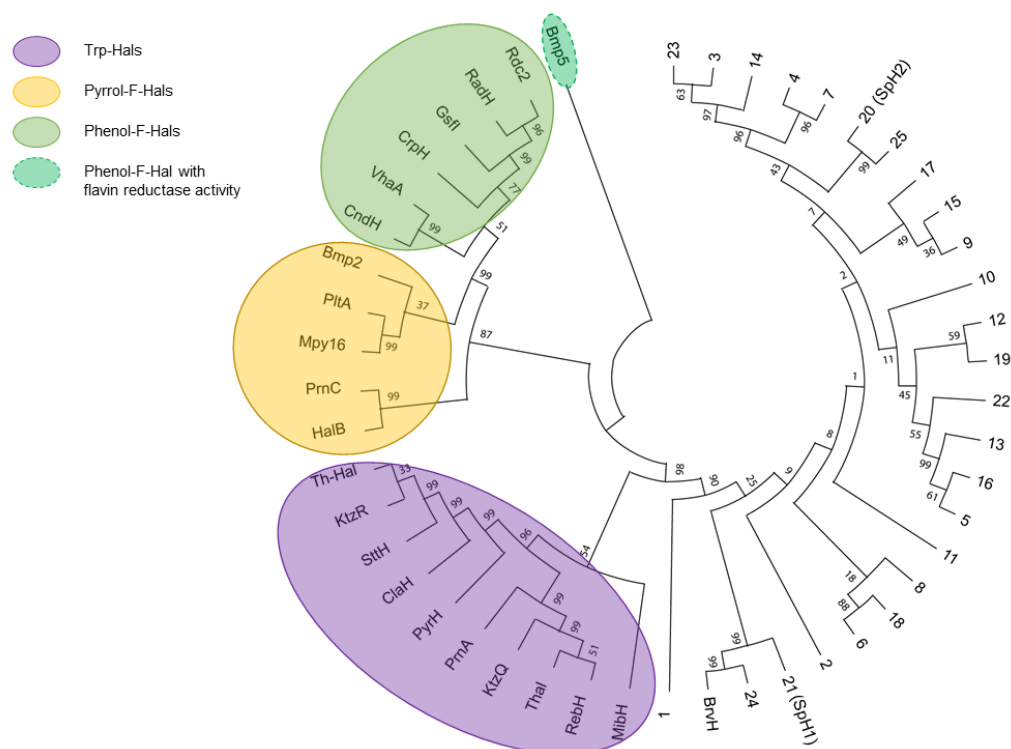 Trp-Hals
Pyrrol-F-Hals
Phenol-F-Hals
Phenol-F-Hal with
flavin reductase activity
Bmp5
Rdc2
RadH
GsfI
CrpH
VhaA
CndH
Bmp2
PltA
Mpy16
PrnC
HalB
Th-Hal
KtzR
SttH
ClaH
PyrH
PrnA
KtzQ
Thal
RebH
MibH
1
BrvH
24
21 (SpH1)
2
6
18
8
11
5
16
13
22
19
12
10
9
15
17
25
20 (SpH2)
7
4
14
3
23
96
99
77
51
99
99
37
99
87
99
33
99
99
99
96
99
99
51
54
98
90
25
9
8
1
99
99
18
88
2
11
45
59
55
99
61
7
49
36
43
99
96
96
97
63